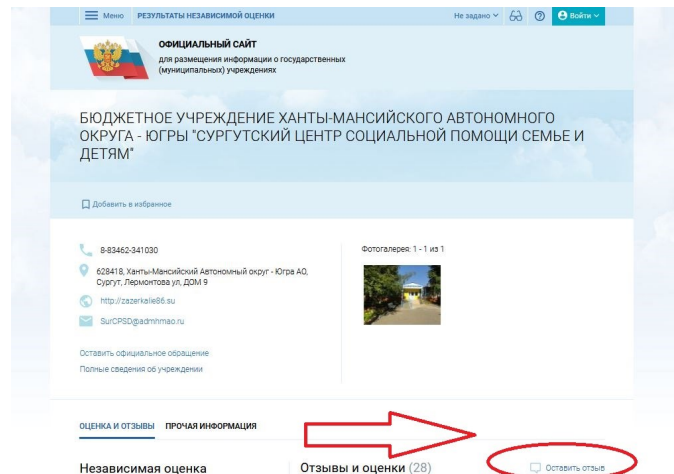 Меню РЕЗУЛЬТАТЫ НЕЗАВИСИМОЙ ОЦЕНКИ Не задано Войти
ОФИЦИАЛЬНЫЙ САЙТ
для размещения информации о государственных
(муниципальных) учреждениях
БЮДЖЕТНОЕ УЧРЕЖДЕНИЕ ХАНТЫ-МАНСИЙСКОГО АВТОНОМНОГО
ОКРУГА - ЮГРЫ "СУРГУТСКИЙ ЦЕНТР СОЦИАЛЬНОЙ ПОМОЩИ СЕМЬЕ И
ДЕТЯМ"
Добавить в избранное
8-83462-341030
Фотогалерея: 1 - 1 из 1
628418, Ханты-Мансийский Автономный округ - Югра АО,
Сургут, Лермонтова ул, ДОМ 9
http://zazerkalie86.su
SurCPSD@admhmao.ru
Оставить официальное обращение
Полные сведения об учреждении
ОЦЕНКА И ОТЗЫВЫ ПРОЧАЯ ИНФОРМАЦИЯ
Независимая оценка Отзывы и оценки (28) Оставить отзыв